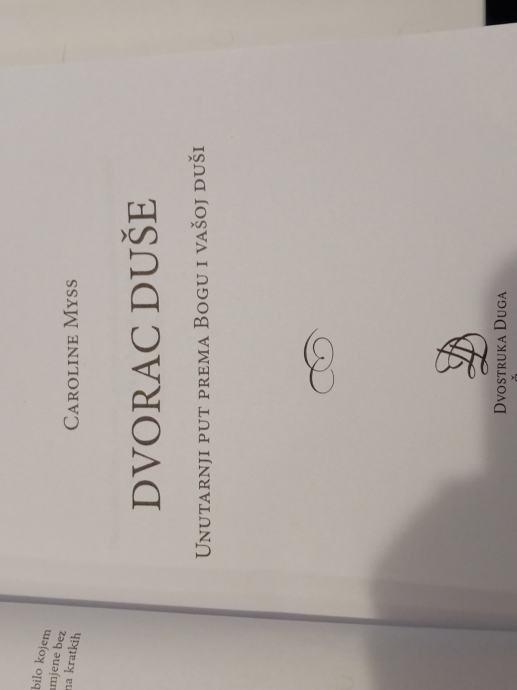 Caroline Myss
DVORAC DUŠE
Unutarnji put prema Bogu i vašoj duši
Dvostruka Duga
bilo kojem
mjene bez
na kratkih